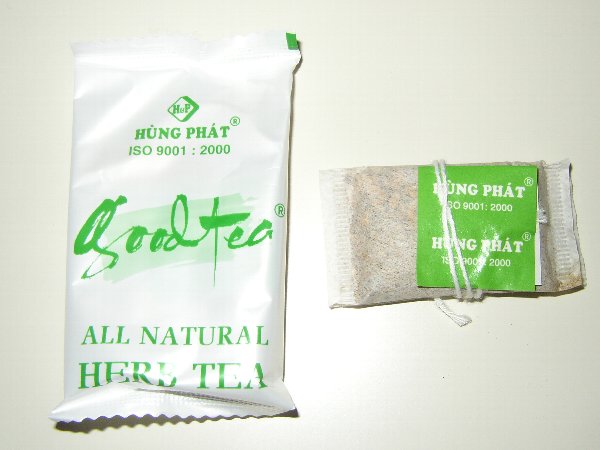 H&P
HÙNG PHÁT®
ISO 9001 : 2000
goodtea®
ALL NATURAL
HERB TEA
HÙNG PHÁT®
ISO 9001: 2000
HÙNG PHÁT®
ISO 9001: 2000